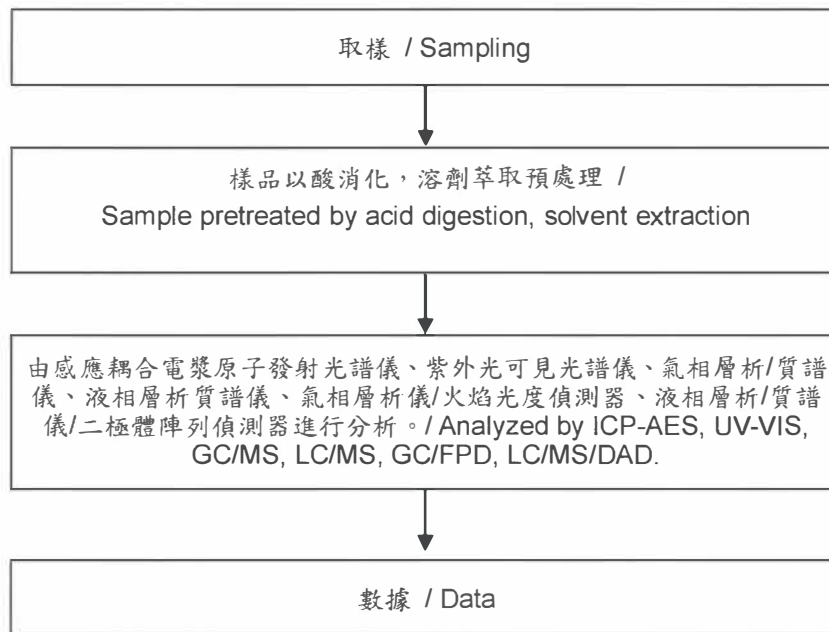 取樣 / Sampling
樣品以酸消化，溶劑萃取預處理 /
Sample pretreated by acid digestion, solvent extraction
由感應耦合電漿原子發射光譜儀、紫外光可見光譜儀、氣相層析/質譜
儀、液相層析質譜儀、氣相層析儀/火焰光度偵測器、液相層析/質譜
儀/二極體陣列偵測器進行分析。/ Analyzed by ICP-AES, UV-VIS,
GC/MS, LC/MS, GC/FPD, LC/MS/DAD.
數據 / Data